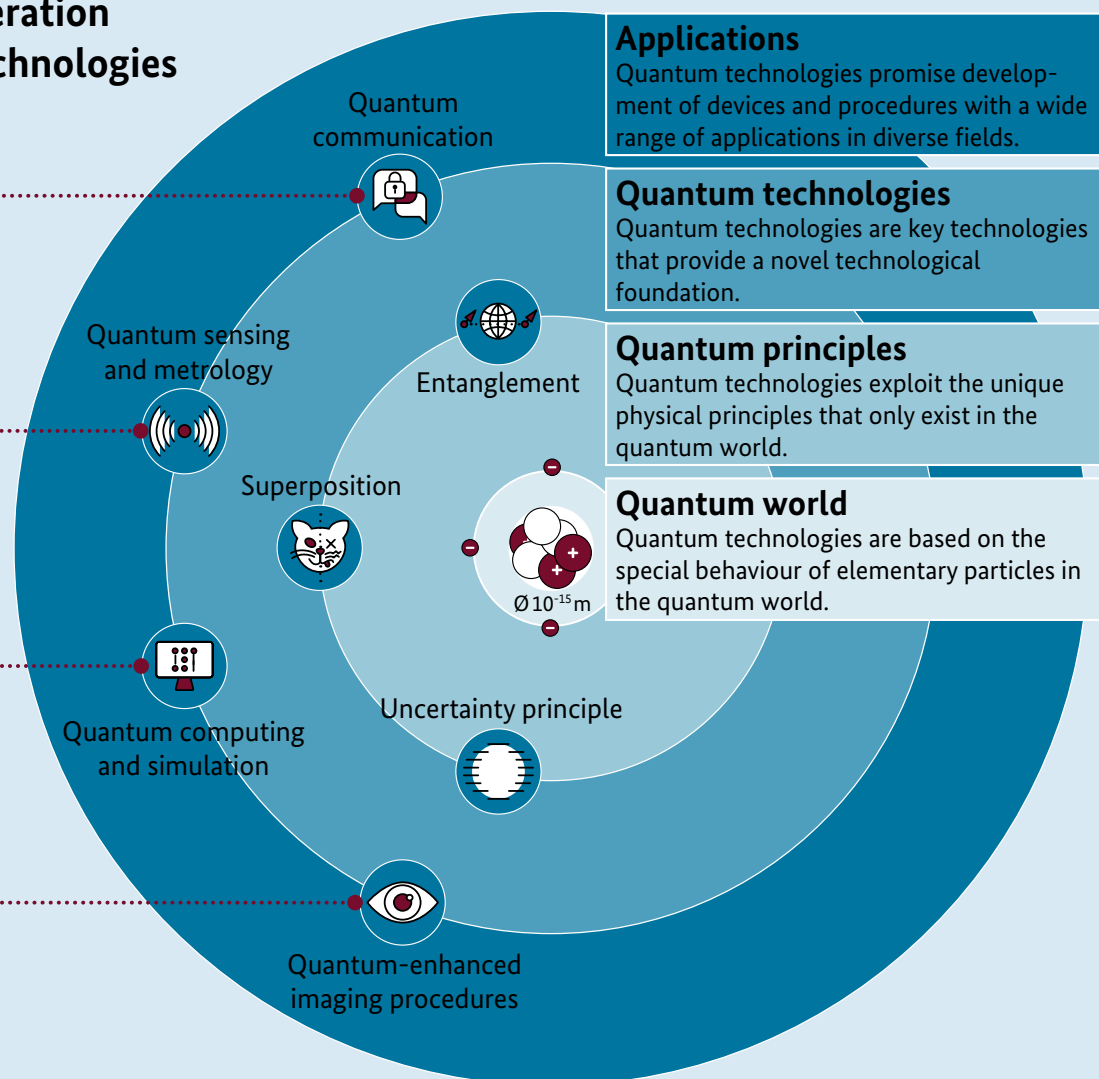 eration
chnologies
Applications
Quantum technologies promise develop-
ment of devices and procedures with a wide
range of applications in diverse fields.
Quantum
communication
Quantum technologies
Quantum technologies are key technologies
that provide a novel technological
foundation.
Quantum sensing
and metrology
Entanglement
Quantum principles
Quantum technologies exploit the unique
physical principles that only exist in the
quantum world.
Superposition
Quantum world
Quantum technologies are based on the
special behaviour of elementary particles in
the quantum world.
Ø 10⁻¹⁵ m
Uncertainty principle
Quantum computing
and simulation
Quantum-enhanced
imaging procedures